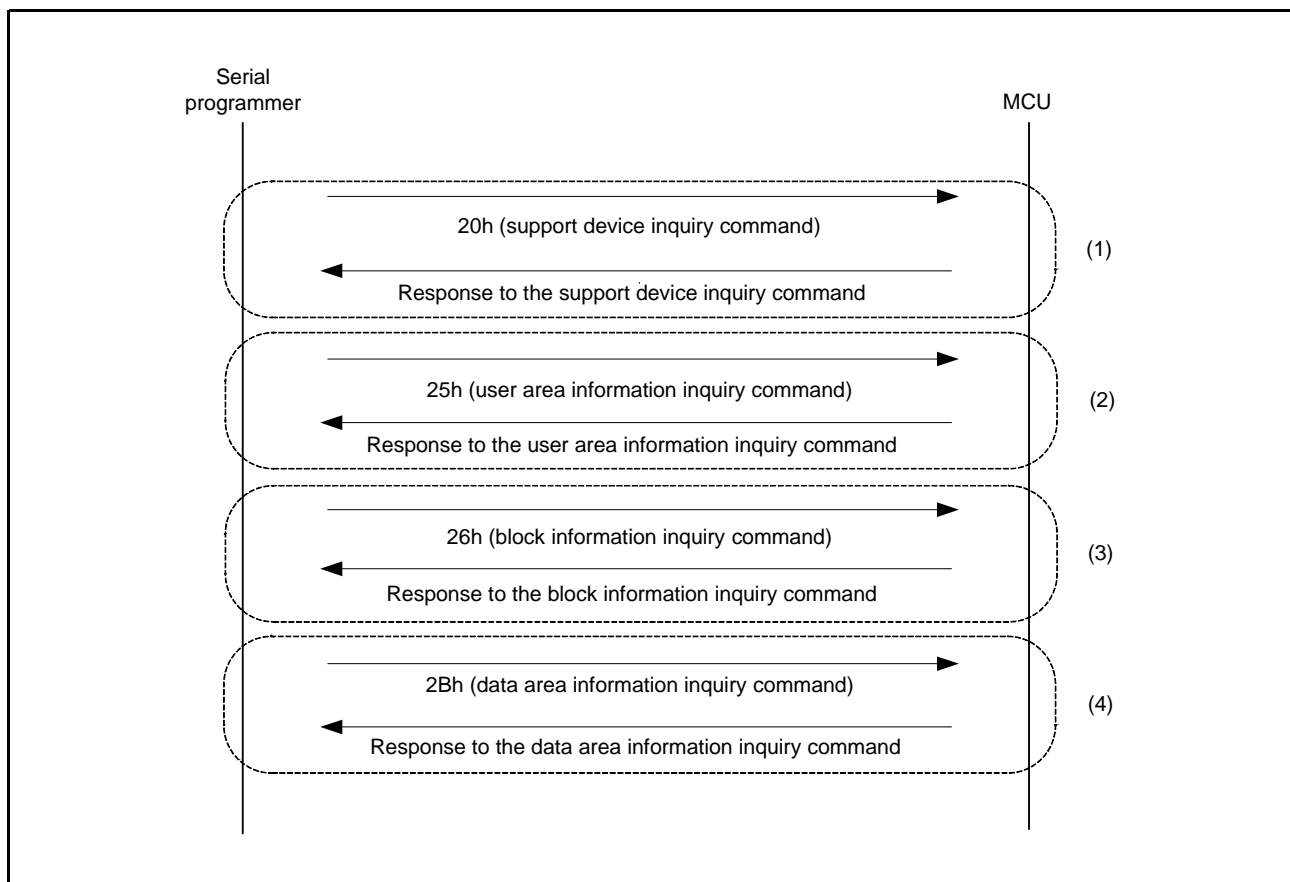 Serial
programmer
MCU
20h (support device inquiry command)
(1)
Response to the support device inquiry command
25h (user area information inquiry command)
(2)
Response to the user area information inquiry command
26h (block information inquiry command)
(3)
Response to the block information inquiry command
2Bh (data area information inquiry command)
(4)
Response to the data area information inquiry command